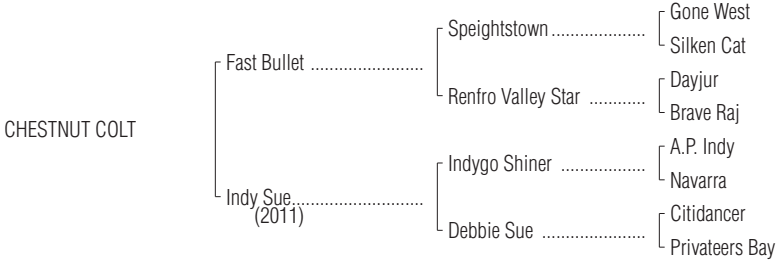 Gone West
Speightstown ......................
Silken Cat
Fast Bullet ........................
Dayjur
Renfro Valley Star .............
Brave Raj
CHESTNUT COLT
A.P. Indy
Indygo Shiner ...................
Navarra
Indy Sue.............................
(2011)
Citidancer
Debbie Sue .......................
Privateers Bay